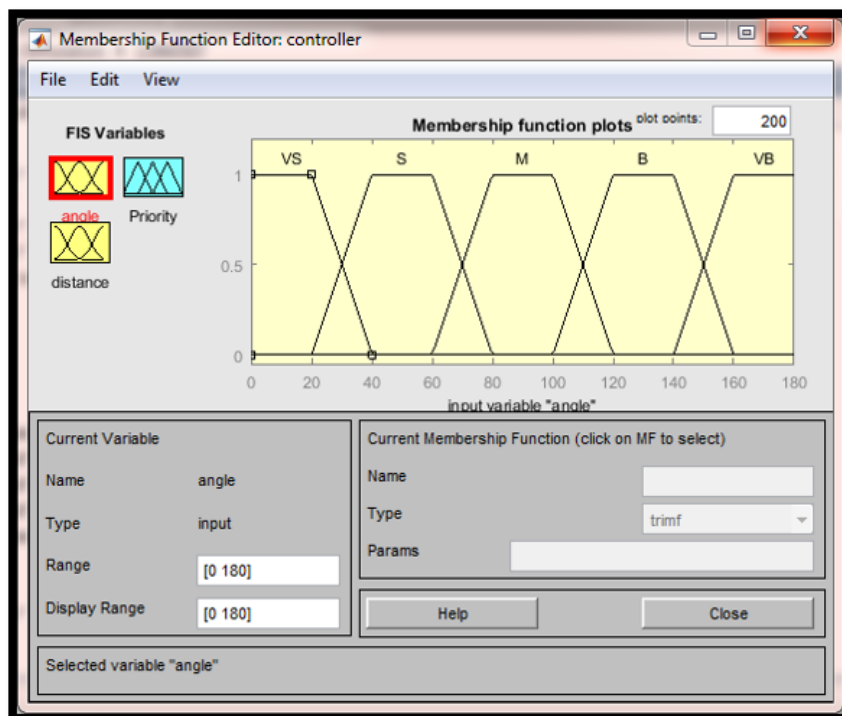 Membership Function Editor: controller
File Edit View
FIS Variables
angle
Priority
distance
Membership function plots plot points: 200
VS S M B VB
1
0.5
0
0 20 40 60 80 100 120 140 160 180
input variable "angle"
Current Variable
Name angle
Type input
Range [0 180]
Display Range [0 180]
Current Membership Function (click on MF to select)
Name
Type trimf
Params
Help Close
Selected variable "angle"